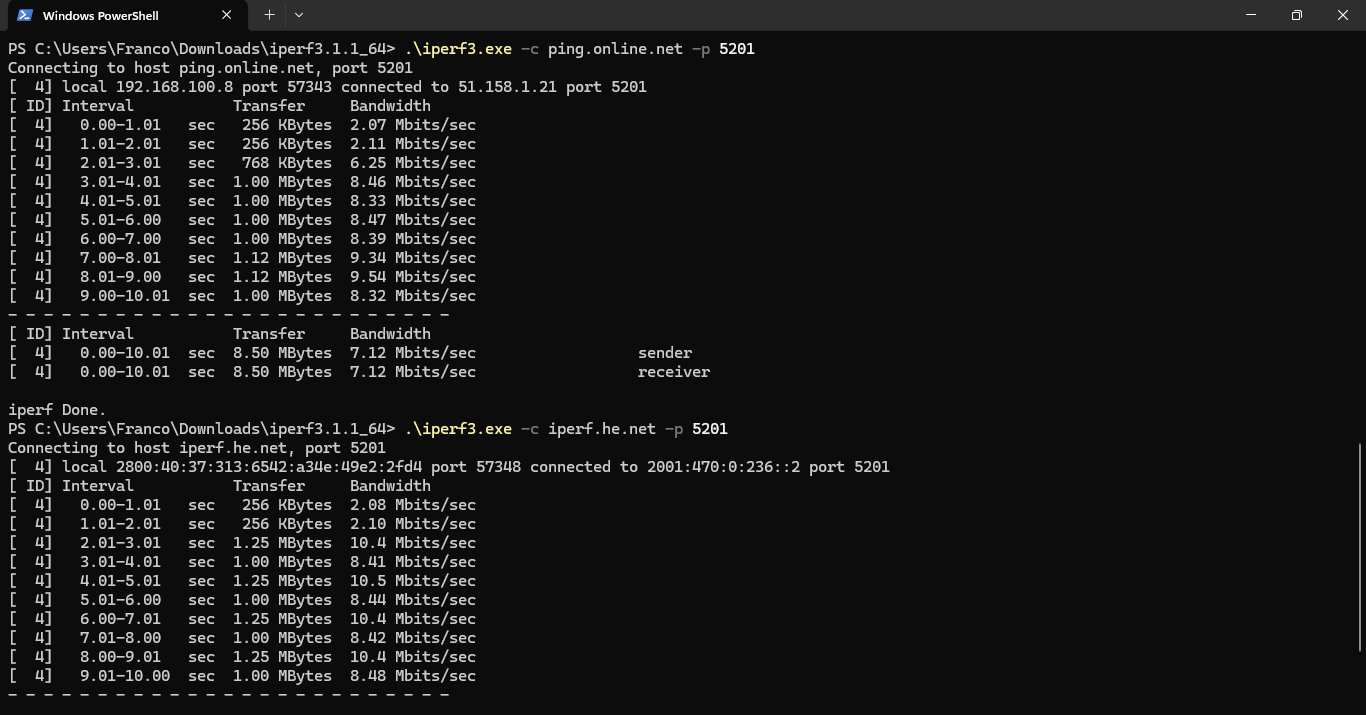 Windows PowerShell
PS C:\Users\Franco\Downloads\iperf3.1.1_64> .\iperf3.exe -c ping.online.net -p 5201
Connecting to host ping.online.net, port 5201
[  4] local 192.168.100.8 port 57343 connected to 51.158.1.21 port 5201
[ ID] Interval           Transfer     Bandwidth
[  4]   0.00-1.01   sec   256 KBytes  2.07 Mbits/sec
[  4]   1.01-2.01   sec   256 KBytes  2.11 Mbits/sec
[  4]   2.01-3.01   sec   768 KBytes  6.25 Mbits/sec
[  4]   3.01-4.01   sec  1.00 MBytes  8.46 Mbits/sec
[  4]   4.01-5.01   sec  1.00 MBytes  8.33 Mbits/sec
[  4]   5.01-6.00   sec  1.00 MBytes  8.47 Mbits/sec
[  4]   6.00-7.00   sec  1.00 MBytes  8.39 Mbits/sec
[  4]   7.00-8.01   sec  1.12 MBytes  9.34 Mbits/sec
[  4]   8.01-9.00   sec  1.12 MBytes  9.54 Mbits/sec
[  4]   9.00-10.01  sec  1.00 MBytes  8.32 Mbits/sec
- - - - - - - - - - - - - - - - - - - - - - - - -
[ ID] Interval           Transfer     Bandwidth
[  4]   0.00-10.01  sec  8.50 MBytes  7.12 Mbits/sec                  sender
[  4]   0.00-10.01  sec  8.50 MBytes  7.12 Mbits/sec                  receiver
iperf Done.
PS C:\Users\Franco\Downloads\iperf3.1.1_64> .\iperf3.exe -c iperf.he.net -p 5201
Connecting to host iperf.he.net, port 5201
[  4] local 2800:40:37:313:6542:a34e:49e2:2fd4 port 57348 connected to 2001:470:0:236::2 port 5201
[ ID] Interval           Transfer     Bandwidth
[  4]   0.00-1.01   sec   256 KBytes  2.08 Mbits/sec
[  4]   1.01-2.01   sec   256 KBytes  2.10 Mbits/sec
[  4]   2.01-3.01   sec  1.25 MBytes  10.4 Mbits/sec
[  4]   3.01-4.01   sec  1.00 MBytes  8.41 Mbits/sec
[  4]   4.01-5.01   sec  1.25 MBytes  10.5 Mbits/sec
[  4]   5.01-6.00   sec  1.00 MBytes  8.44 Mbits/sec
[  4]   6.00-7.01   sec  1.25 MBytes  10.4 Mbits/sec
[  4]   7.01-8.00   sec  1.00 MBytes  8.42 Mbits/sec
[  4]   8.00-9.01   sec  1.25 MBytes  10.4 Mbits/sec
[  4]   9.01-10.00  sec  1.00 MBytes  8.48 Mbits/sec
- - - - - - - - - - - - - - - - - - - - - - - - -